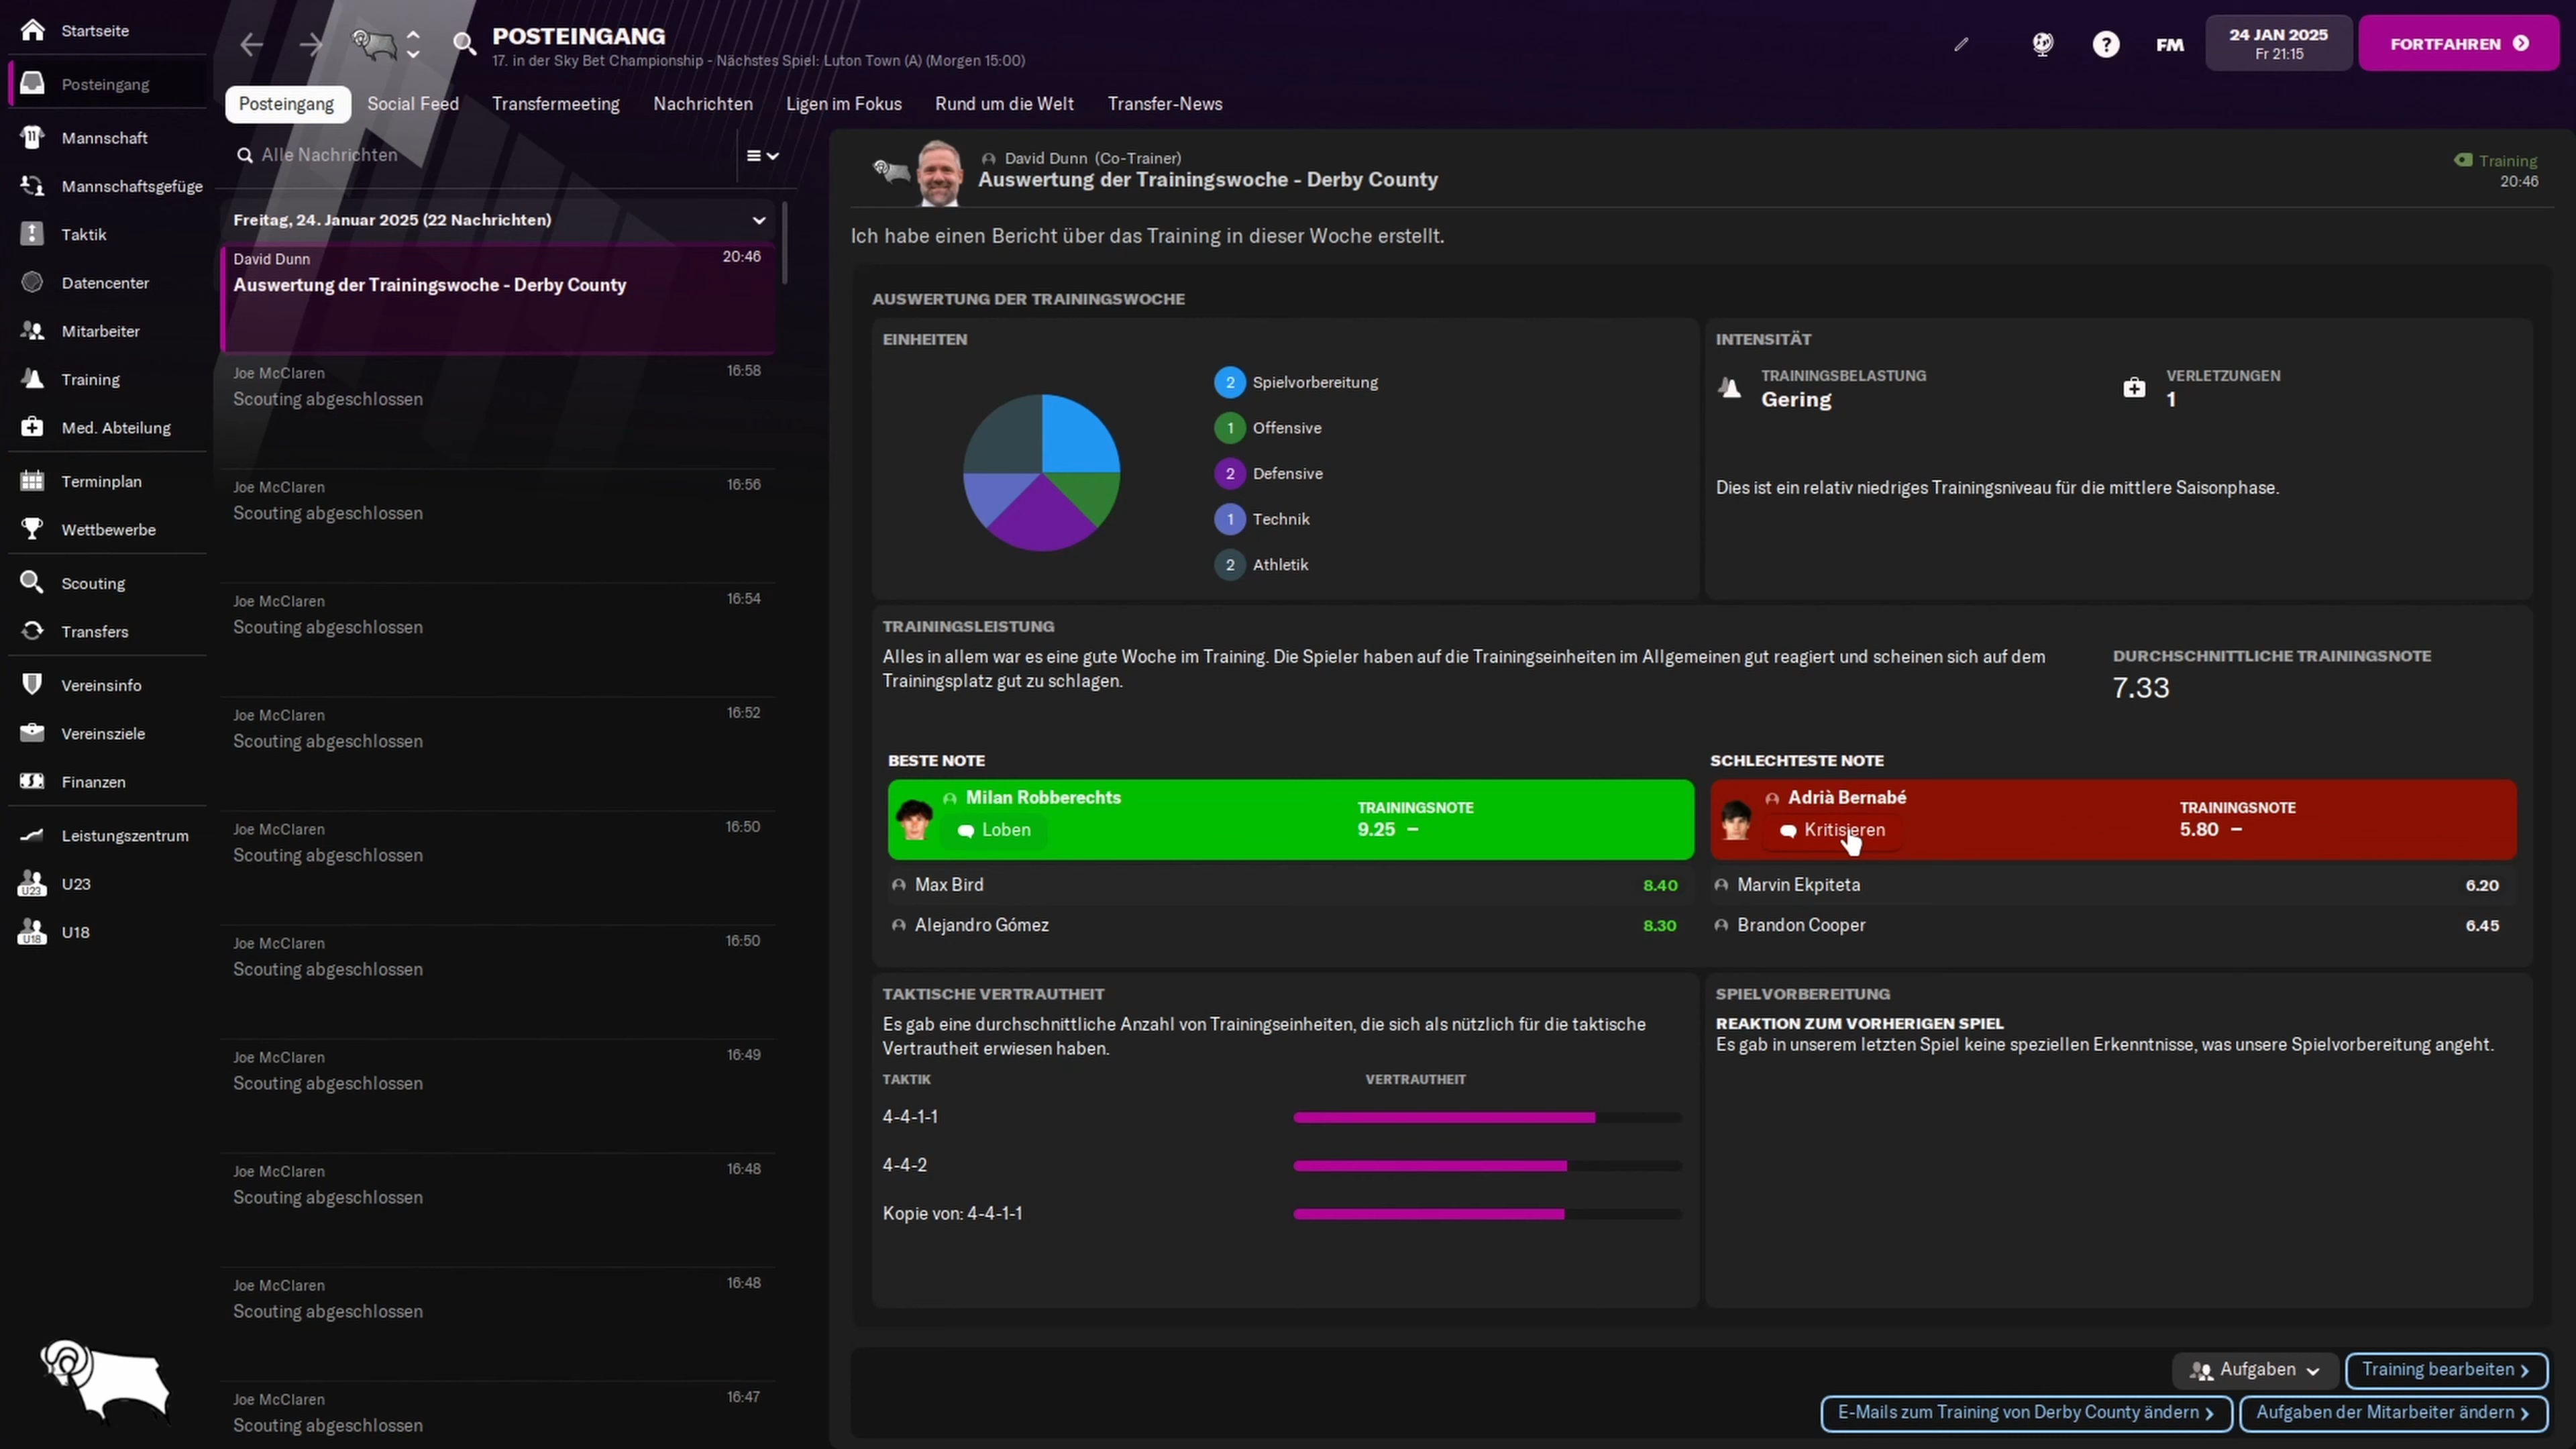 Startseite
Posteingang
Mannschaft
Mannschaftsgefüge
Taktik
Datencenter
Mitarbeiter
Training
Med. Abteilung
Terminplan
Wettbewerbe
Scouting
Transfers
Vereinsinfo
Vereinsziele
Finanzen
Leistungszentrum
U23 U23
U18 U18
POSTEINGANG
17. in der Sky Bet Championship - Nächstes Spiel: Luton Town (A) (Morgen 15:00)
? FM
24 JAN 2025
Fr 21:15
FORTFAHREN
Posteingang Social Feed Transfermeeting Nachrichten Ligen im Fokus Rund um die Welt Transfer-News
Alle Nachrichten
Freitag, 24. Januar 2025 (22 Nachrichten)
David Dunn 20:46
Auswertung der Trainingswoche - Derby County
Joe McClaren 16:58
Scouting abgeschlossen
Joe McClaren 16:56
Scouting abgeschlossen
Joe McClaren 16:54
Scouting abgeschlossen
Joe McClaren 16:52
Scouting abgeschlossen
Joe McClaren 16:50
Scouting abgeschlossen
Joe McClaren 16:50
Scouting abgeschlossen
Joe McClaren 16:49
Scouting abgeschlossen
Joe McClaren 16:48
Scouting abgeschlossen
Joe McClaren 16:48
Scouting abgeschlossen
Joe McClaren 16:47
Scouting abgeschlossen
David Dunn (Co-Trainer)
Auswertung der Trainingswoche - Derby County
Training
20:46
Ich habe einen Bericht über das Training in dieser Woche erstellt.
AUSWERTUNG DER TRAININGSWOCHE
EINHEITEN
2 Spielvorbereitung
1 Offensive
2 Defensive
1 Technik
2 Athletik
INTENSITÄT
TRAININGSBELASTUNG
Gering
VERLETZUNGEN
1
Dies ist ein relativ niedriges Trainingsniveau für die mittlere Saisonphase.
TRAININGSLEISTUNG
Alles in allem war es eine gute Woche im Training. Die Spieler haben auf die Trainingseinheiten im Allgemeinen gut reagiert und scheinen sich auf dem
Trainingsplatz gut zu schlagen.
DURCHSCHNITTLICHE TRAININGSNOTE
7.33
BESTE NOTE
Milan Robberechts
Loben
TRAININGSNOTE
9.25 –
Max Bird 8.40
Alejandro Gómez 8.30
SCHLECHTESTE NOTE
Adrià Bernabé
Kritisieren
TRAININGSNOTE
5.80 –
Marvin Ekpiteta 6.20
Brandon Cooper 6.45
TAKTISCHE VERTRAUTHEIT
Es gab eine durchschnittliche Anzahl von Trainingseinheiten, die sich als nützlich für die taktische
Vertrautheit erwiesen haben.
TAKTIK VERTRAUTHEIT
4-4-1-1
4-4-2
Kopie von: 4-4-1-1
SPIELVORBEREITUNG
REAKTION ZUM VORHERIGEN SPIEL
Es gab in unserem letzten Spiel keine speziellen Erkenntnisse, was unsere Spielvorbereitung angeht.
Aufgaben
Training bearbeiten
E-Mails zum Training von Derby County ändern
Aufgaben der Mitarbeiter ändern